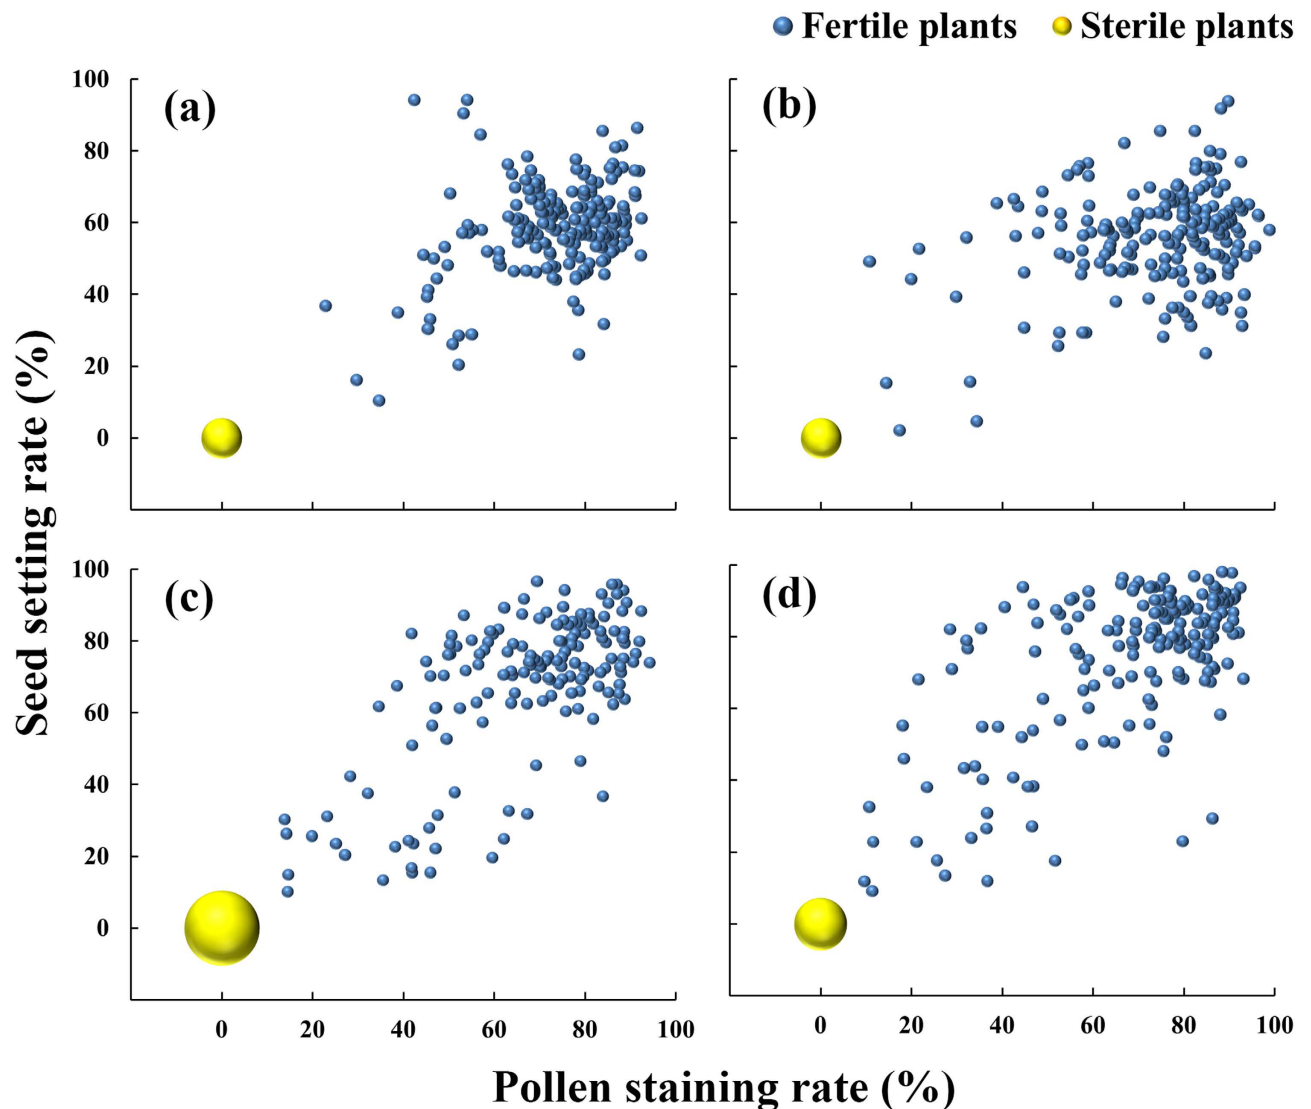 Fertile plants Sterile plants
(a) (b)
100
80
60
40
20
0
(c) (d)
100
80
60
40
20
0
0 20 40 60 80 100 0 20 40 60 80 100
Seed setting rate (%)
Pollen staining rate (%)